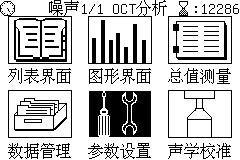 噪声1/1 OCT分析 :12286
列表界面 图形界面 总值测量
数据管理 参数设置 声学校准